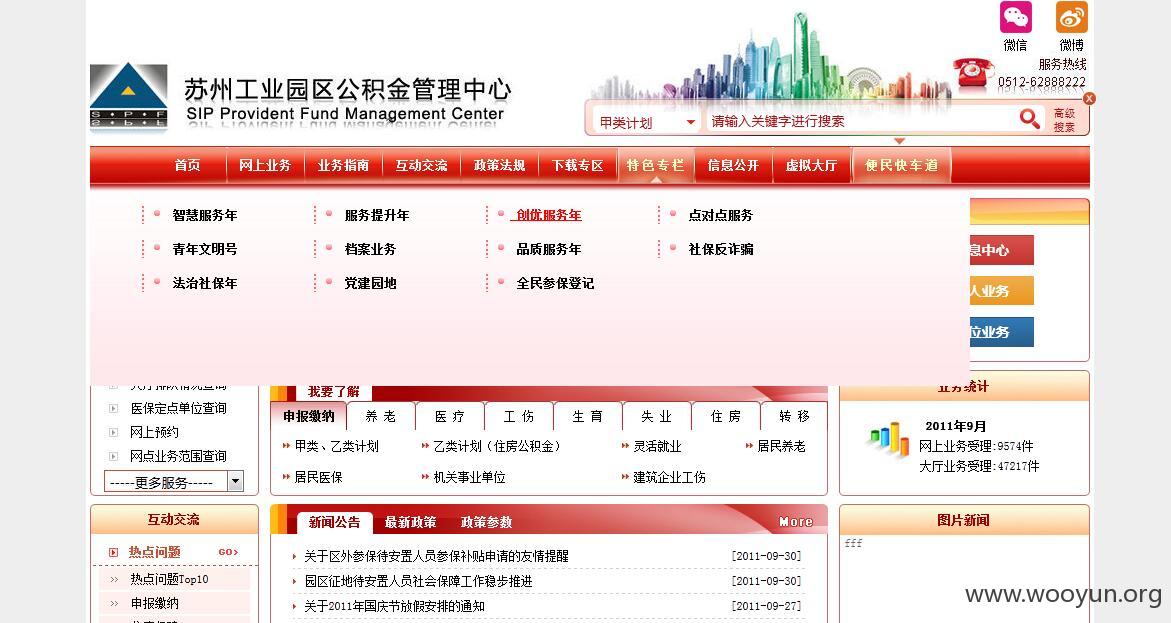 微信 微博
服务热线
0512-62888222
苏州工业园区公积金管理中心
SIP Provident Fund Management Center
S I P F
甲类计划 请输入关键字进行搜索 高级搜索
首页 网上业务 业务指南 互动交流 政策法规 下载专区 特色专栏 信息公开 虚拟大厅 便民快车道
智慧服务年 服务提升年 创优服务年 点对点服务
青年文明号 档案业务 品质服务年 社保反诈骗
法治社保年 党建园地 全民参保登记
息中心
人业务
位业务
我要了解
业务统计
申报缴纳 养 老 医 疗 工 伤 生 育 失 业 住 房 转 移
甲类、乙类计划 乙类计划（住房公积金） 灵活就业 居民养老
居民医保 机关事业单位 建筑企业工伤
医保定点单位查询
网上预约
网点业务范围查询
-----更多服务-----
2011年9月
网上业务受理:9574件
大厅业务受理:47217件
互动交流
热点问题 GO>
热点问题Top10
申报缴纳
新闻公告 最新政策 政策参数 More
关于区外参保待安置人员参保补贴申请的友情提醒 [2011-09-30]
园区征地待安置人员社会保障工作稳步推进 [2011-09-30]
关于2011年国庆节放假安排的通知 [2011-09-27]
图片新闻
fff
www.wooyun.org